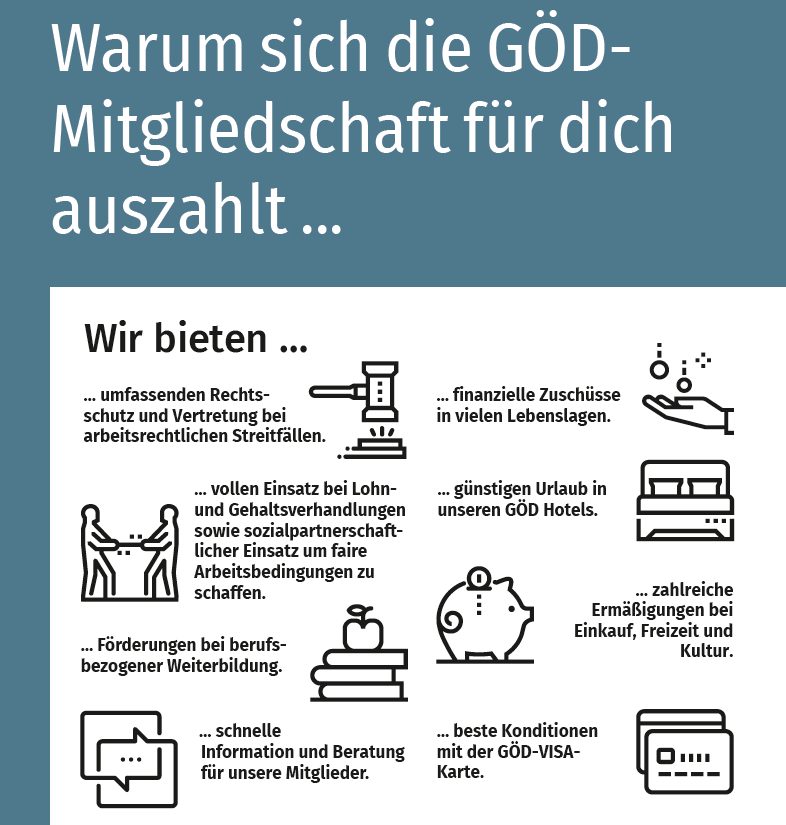 Warum sich die GÖD-
Mitgliedschaft für dich
auszahlt ...
Wir bieten ...
... umfassenden Rechts-
schutz und Vertretung bei
arbeitsrechtlichen Streitfällen.
... vollen Einsatz bei Lohn-
und Gehaltsverhandlungen
sowie sozialpartnerschaft-
licher Einsatz um faire
Arbeitsbedingungen zu
schaffen.
... Förderungen bei berufs-
bezogener Weiterbildung.
... schnelle
Information und Beratung
für unsere Mitglieder.
... finanzielle Zuschüsse
in vielen Lebenslagen.
... günstigen Urlaub in
unseren GÖD Hotels.
... zahlreiche
Ermäßigungen bei
Einkauf, Freizeit und
Kultur.
... beste Konditionen
mit der GÖD-VISA-
Karte.